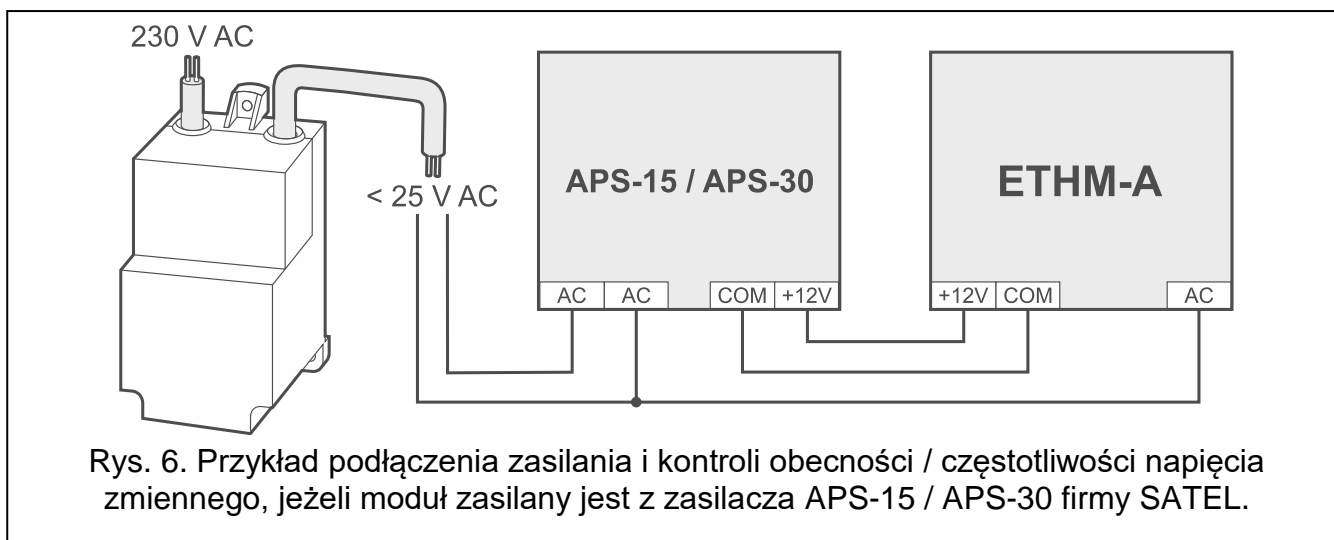 230 V AC
< 25 V AC
APS-15 / APS-30
AC AC COM +12V
ETHM-A
+12V COM AC
Rys. 6. Przykład podłączenia zasilania i kontroli obecności / częstotliwości napięcia
zmiennego, jeżeli moduł zasilany jest z zasilacza APS-15 / APS-30 firmy SATEL.